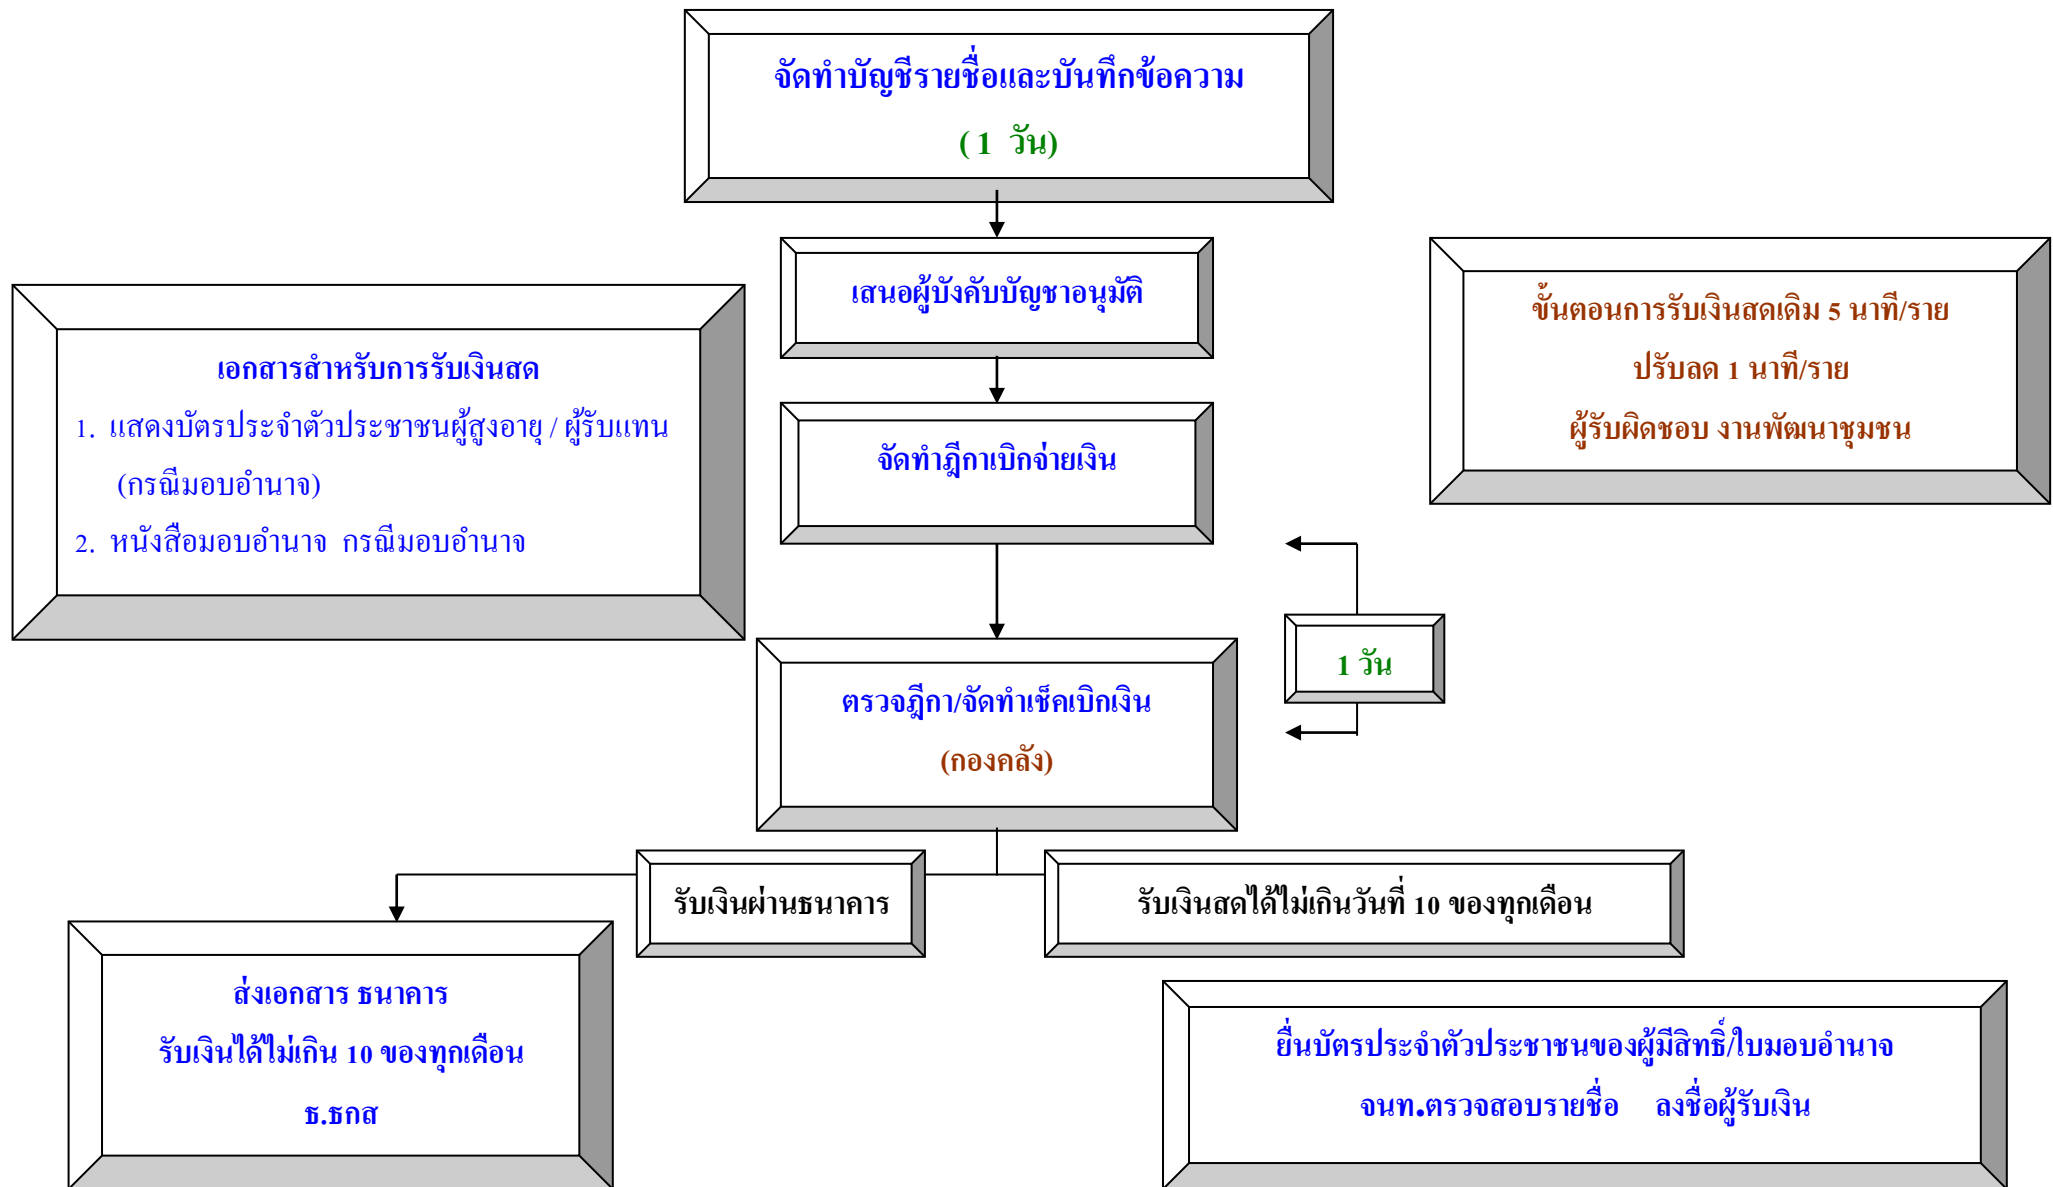 จัดทำบัญชีรายชื่อและบันทึกข้อความ
( 1 วัน)
เสนอผู้บังคับบัญชาอนุมัติ
ขั้นตอนการรับเงินสดเดิม 5 นาที/ราย
ปรับลด 1 นาที/ราย
ผู้รับผิดชอบ งานพัฒนาชุมชน
เอกสารสำหรับการรับเงินสด
1. แสดงบัตรประจำตัวประชาชนผู้สูงอายุ / ผู้รับแทน
(กรณีมอบอำนาจ)
2. หนังสือมอบอำนาจ กรณีมอบอำนาจ
จัดทำฎีกาเบิกจ่ายเงิน
1 วัน
ตรวจฎีกา/จัดทำเช็คเบิกเงิน
(กองคลัง)
รับเงินผ่านธนาคาร
รับเงินสดได้ไม่เกินวันที่ 10 ของทุกเดือน
ส่งเอกสาร ธนาคาร
รับเงินได้ไม่เกิน 10 ของทุกเดือน
ธ.ธกส
ยื่นบัตรประจำตัวประชาชนของผู้มีสิทธิ์/ใบมอบอำนาจ
จนท.ตรวจสอบรายชื่อ ลงชื่อผู้รับเงิน